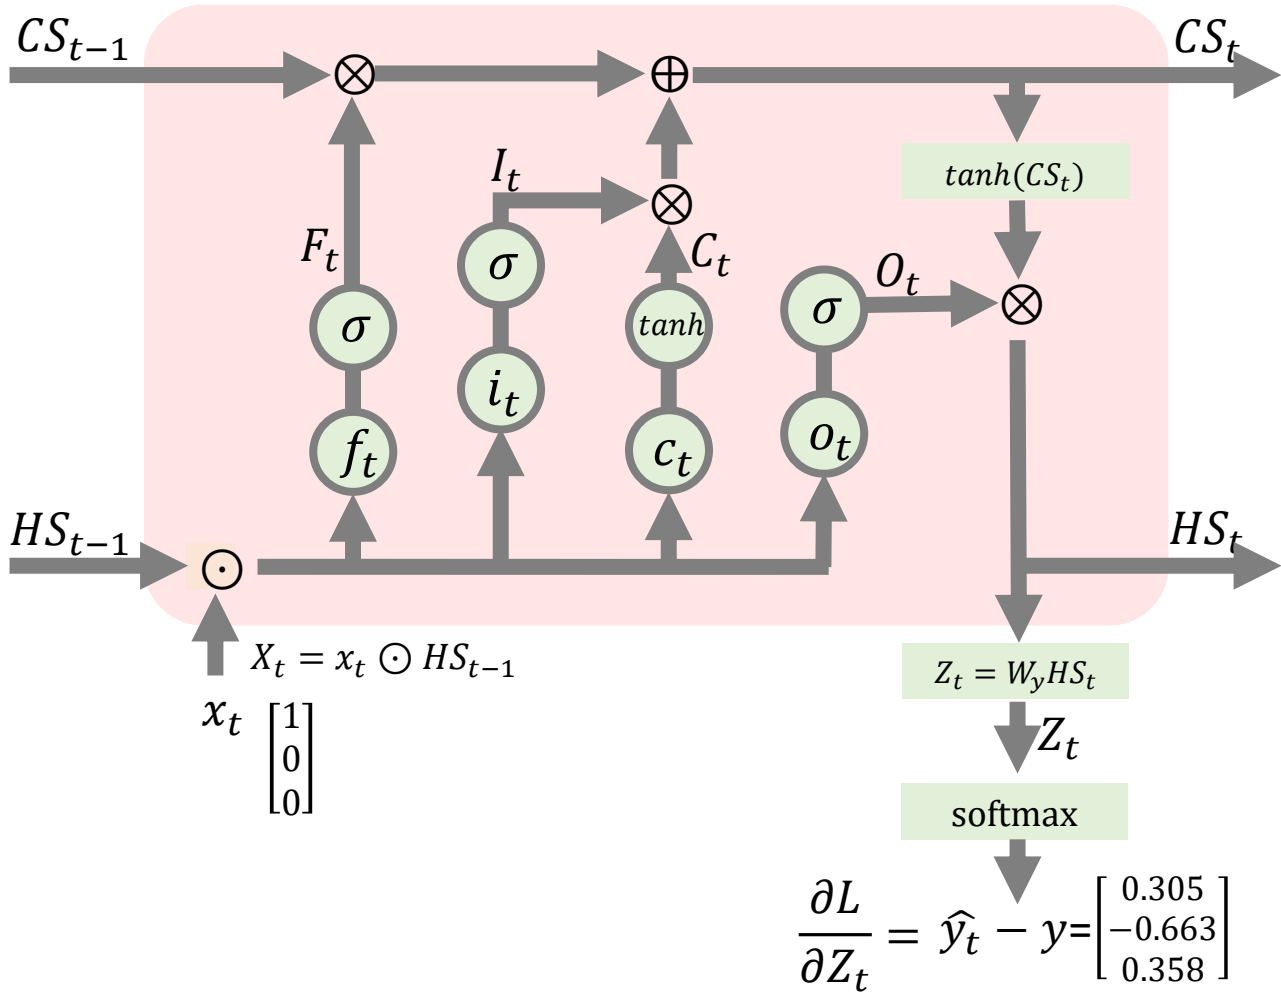 CS_{t−1}
CS_t
⊗
⊕
I_t
tanh(CS_t)
⊗
F_t
σ
C_t
O_t
σ
tanh
σ
⊗
i_t
f_t
c_t
o_t
HS_{t−1}
HS_t
⊙
X_t = x_t ⊙ HS_{t−1}
Z_t = W_y HS_t
x_t
[1
0
0]
Z_t
softmax
∂L/∂Z_t = ŷ_t − y=[0.305
−0.663
0.358]